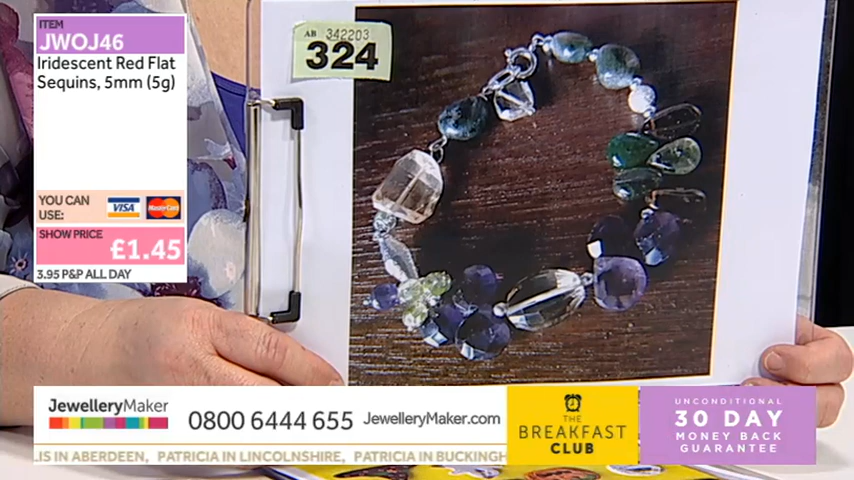 ITEM
JWOJ46
Iridescent Red Flat
Sequins, 5mm (5g)
YOU CAN
USE:
VISA
MasterCard
SHOW PRICE
£1.45
3.95 P&P ALL DAY
AB 342203
324
JewelleryMaker
0800 6444 655
JewelleryMaker.com
THE
BREAKFAST
CLUB
UNCONDITIONAL
30 DAY
MONEY BACK
GUARANTEE
IS IN ABERDEEN, PATRICIA IN LINCOLNSHIRE, PATRICIA IN BUCKINGH